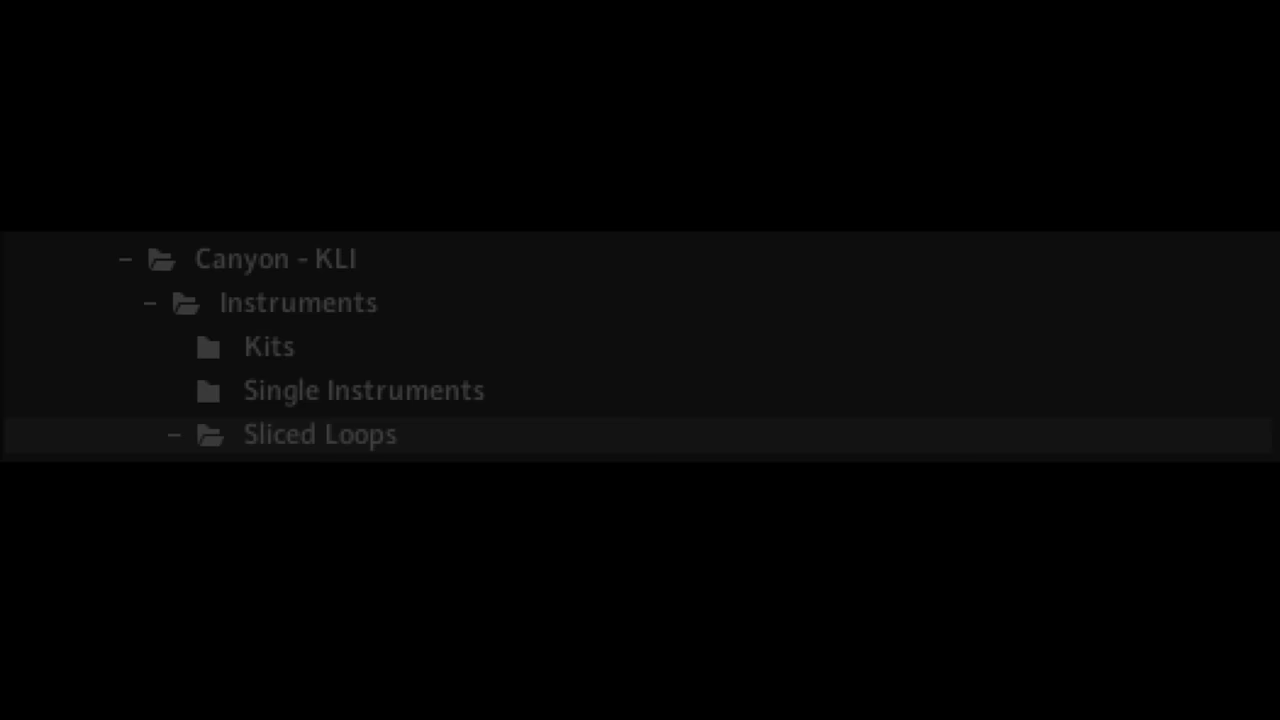 Canyon - KLI
Instruments
Kits
Single Instruments
Sliced Loops